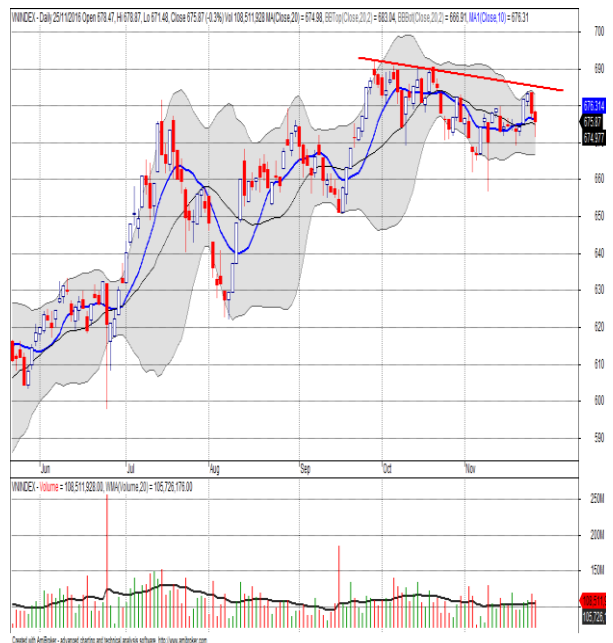 VNINDEX - Daily 25/11/2016 Open 678.47, Hi 678.87, Lo 671.48, Close 675.87 (-0.3%) Vol 108,511,928 MA(Close,20) = 674.98, BBTop(Close,20,2) = 683.04, BBBot(Close,20,2) = 666.91, MA1(Close,10) = 676.31
700
690
676.314
675.87
674.977
660
650
640
630
620
610
600
590
Jun Jul Aug Sep Oct Nov
VNINDEX - Volume = 108,511,928.00, WMA(Volume,20) = 105,726,176.00
250M
200M
150M
108,511,
105,726,
Created with AmiBroker - advanced charting and technical analysis software. http://www.amibroker.com